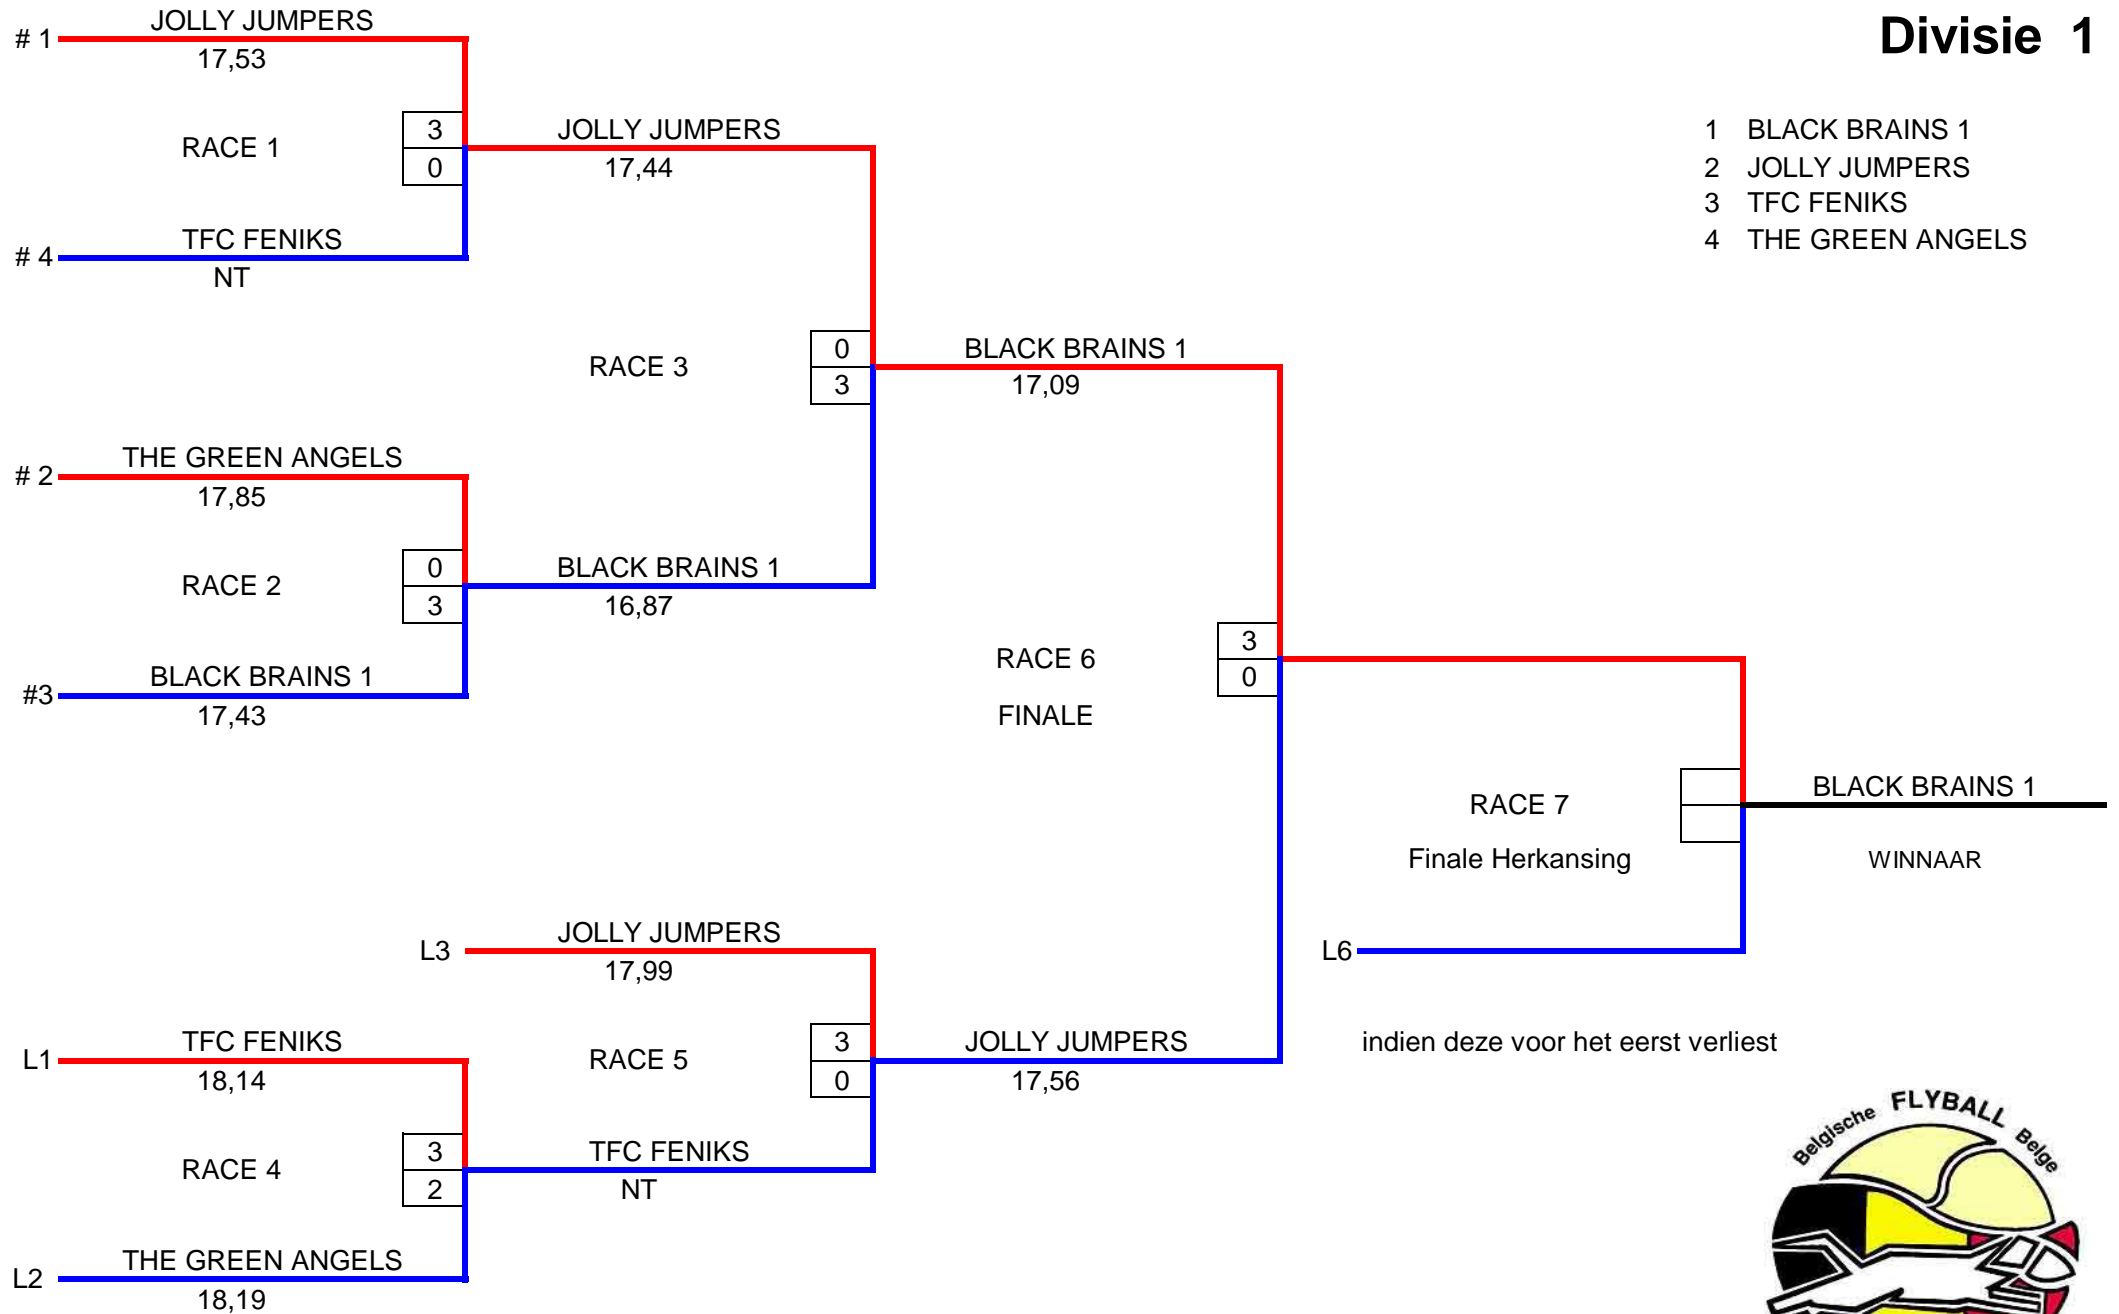 Divisie 1
1 BLACK BRAINS 1
2 JOLLY JUMPERS
3 TFC FENIKS
4 THE GREEN ANGELS
# 1 JOLLY JUMPERS
17,53
RACE 1
3
0
# 4 TFC FENIKS
NT
JOLLY JUMPERS
17,44
RACE 3
0
3
# 2 THE GREEN ANGELS
17,85
RACE 2
0
3
#3 BLACK BRAINS 1
17,43
BLACK BRAINS 1
16,87
BLACK BRAINS 1
17,09
RACE 6
3
0
FINALE
RACE 7
Finale Herkansing
BLACK BRAINS 1
WINNAAR
L6
indien deze voor het eerst verliest
L3 JOLLY JUMPERS
17,99
RACE 5
3
0
JOLLY JUMPERS
17,56
L1 TFC FENIKS
18,14
RACE 4
3
2
TFC FENIKS
NT
L2 THE GREEN ANGELS
18,19
Belgische FLYBALL Belge